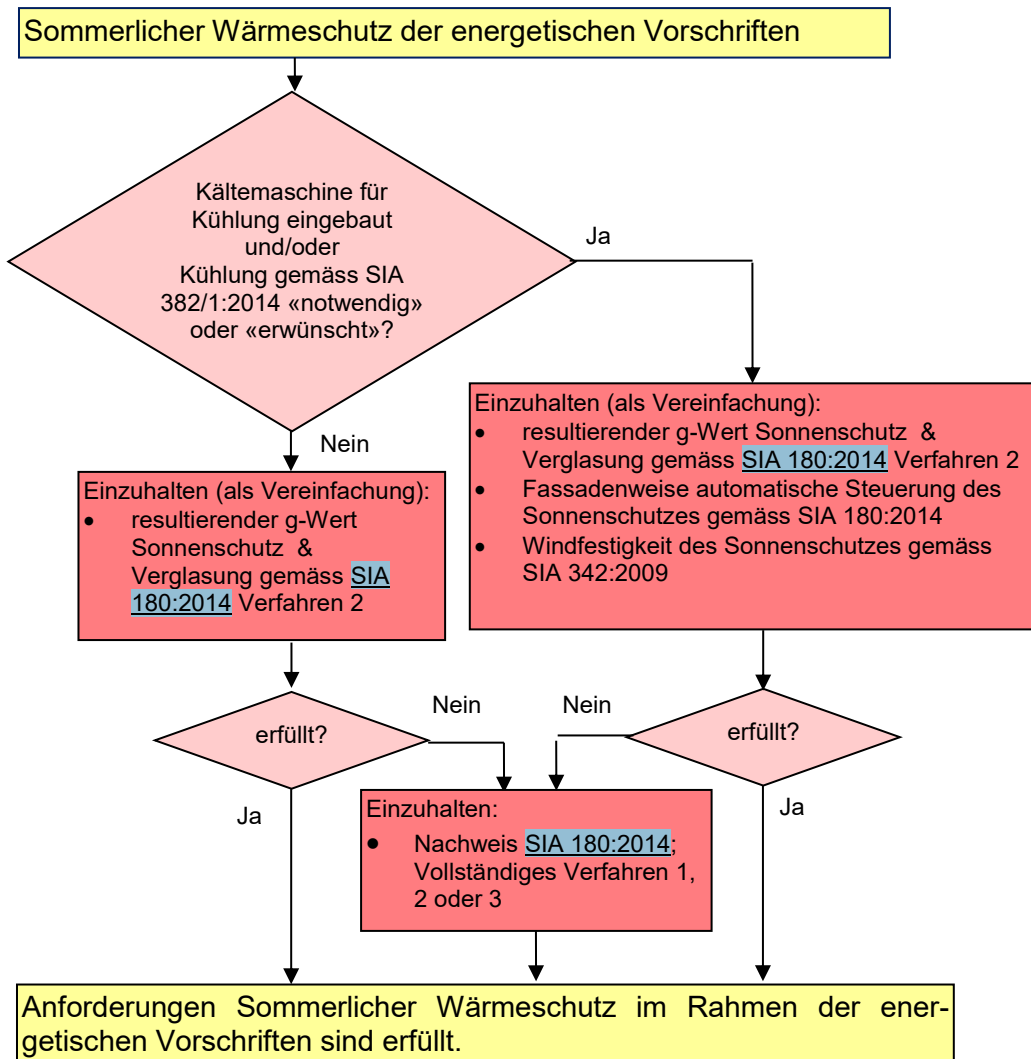 Sommerlicher Wärmeschutz der energetischen Vorschriften
Kältemaschine für
Kühlung eingebaut
und/oder
Kühlung gemäss SIA
382/1:2014 «notwendig»
oder «erwünscht»?
Ja
Nein
Einzuhalten (als Vereinfachung):
• resultierender g-Wert Sonnenschutz &
Verglasung gemäss SIA 180:2014 Verfahren 2
• Fassadenweise automatische Steuerung des
Sonnenschutzes gemäss SIA 180:2014
• Windfestigkeit des Sonnenschutzes gemäss
SIA 342:2009
Einzuhalten (als Vereinfachung):
• resultierender g-Wert
Sonnenschutz &
Verglasung gemäss SIA
180:2014 Verfahren 2
erfüllt?
Nein
Nein
erfüllt?
Ja
Ja
Einzuhalten:
• Nachweis SIA 180:2014;
Vollständiges Verfahren 1,
2 oder 3
Anforderungen Sommerlicher Wärmeschutz im Rahmen der ener-
getischen Vorschriften sind erfüllt.